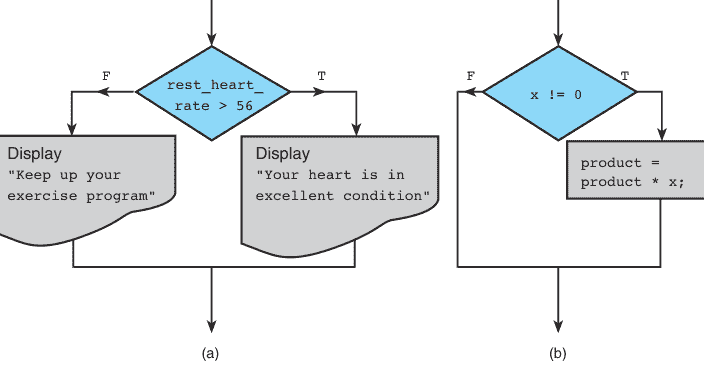 F
T
rest_heart_
rate > 56
Display
"Keep up your
exercise program"
Display
"Your heart is in
excellent condition"
(a)
F
T
x != 0
product =
product * x;
(b)